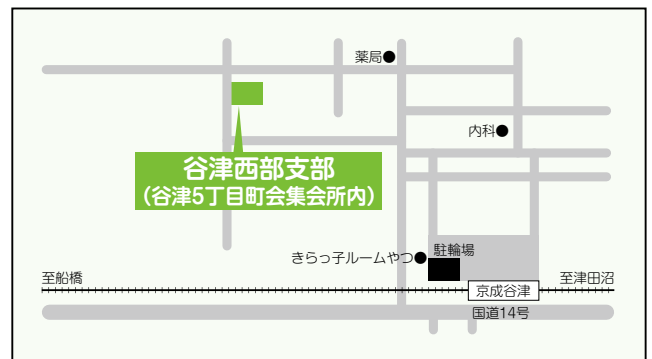 薬局
内科
谷津西部支部
（谷津5丁目町会集会所内）
駐輪場
きらっ子ルームやつ
至船橋
至津田沼
京成谷津
国道14号